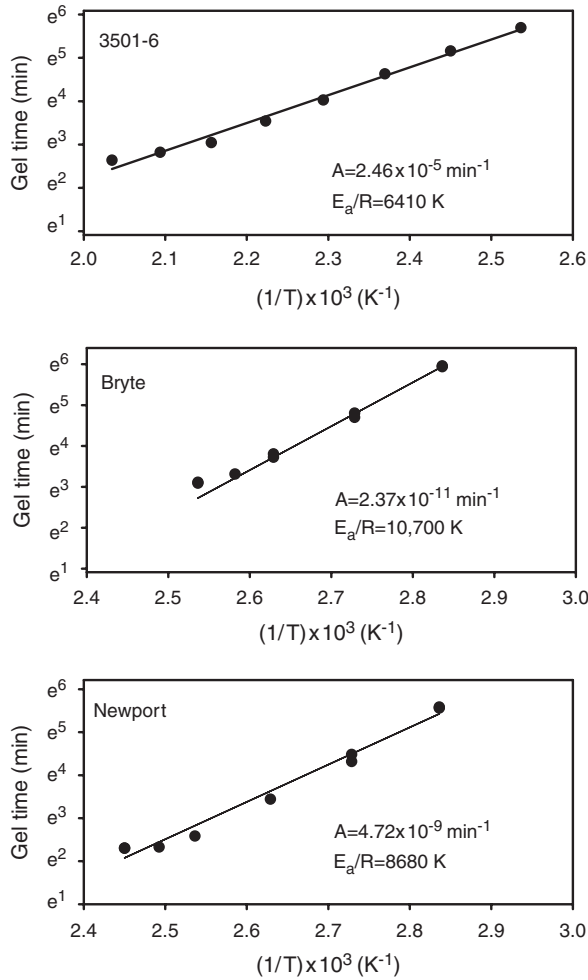 3501-6
Gel time (min)
e⁶
e⁵
e⁴
e³
e²
e¹
A=2.46x10⁻⁵ min⁻¹
Eₐ/R=6410 K
2.0 2.1 2.2 2.3 2.4 2.5 2.6
(1/T)x10³ (K⁻¹)
Bryte
Gel time (min)
e⁶
e⁵
e⁴
e³
e²
e¹
A=2.37x10⁻¹¹ min⁻¹
Eₐ/R=10,700 K
2.4 2.5 2.6 2.7 2.8 2.9 3.0
(1/T)x10³ (K⁻¹)
Newport
Gel time (min)
e⁶
e⁵
e⁴
e³
e²
e¹
A=4.72x10⁻⁹ min⁻¹
Eₐ/R=8680 K
2.4 2.5 2.6 2.7 2.8 2.9 3.0
(1/T)x10³ (K⁻¹)